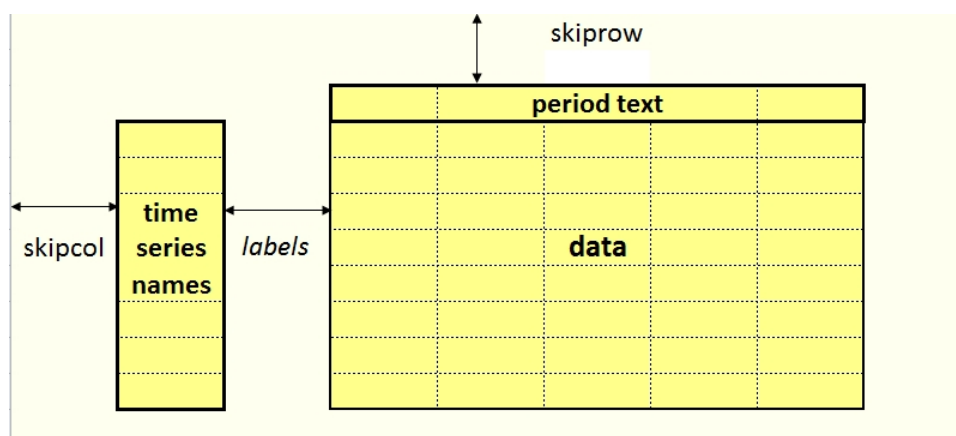 skiprow
period text
time
series
names
skipcol
labels
data